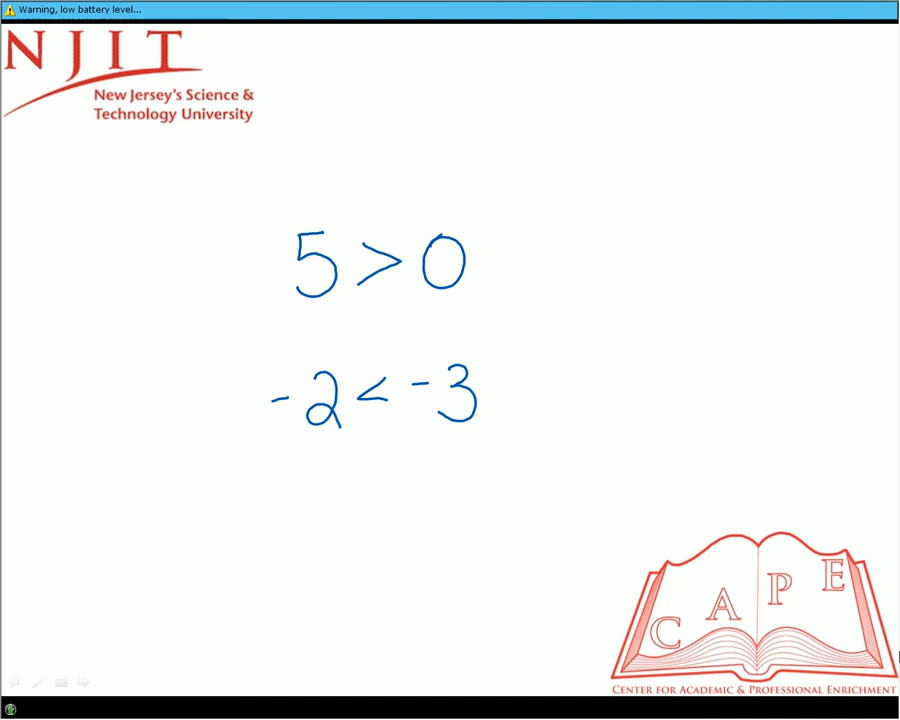 Warning, low battery level...
NJIT
New Jersey's Science &
Technology University
5 > 0
-2 < -3
C A P E
CENTER FOR ACADEMIC & PROFESSIONAL ENRICHMENT